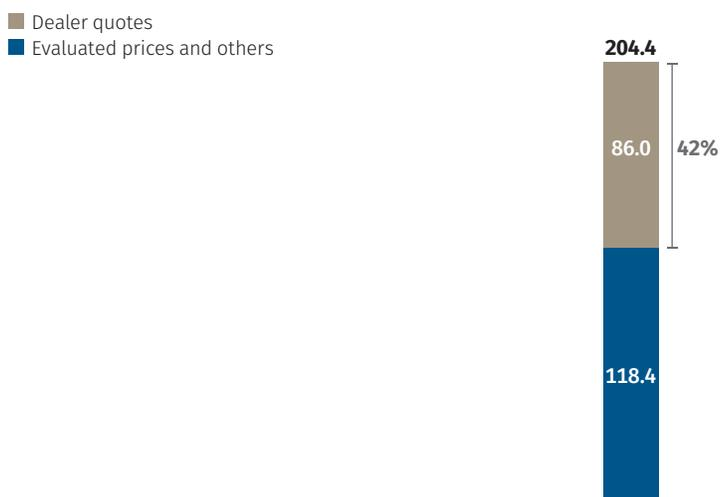 Dealer quotes
Evaluated prices and others
204.4
86.0
42%
118.4